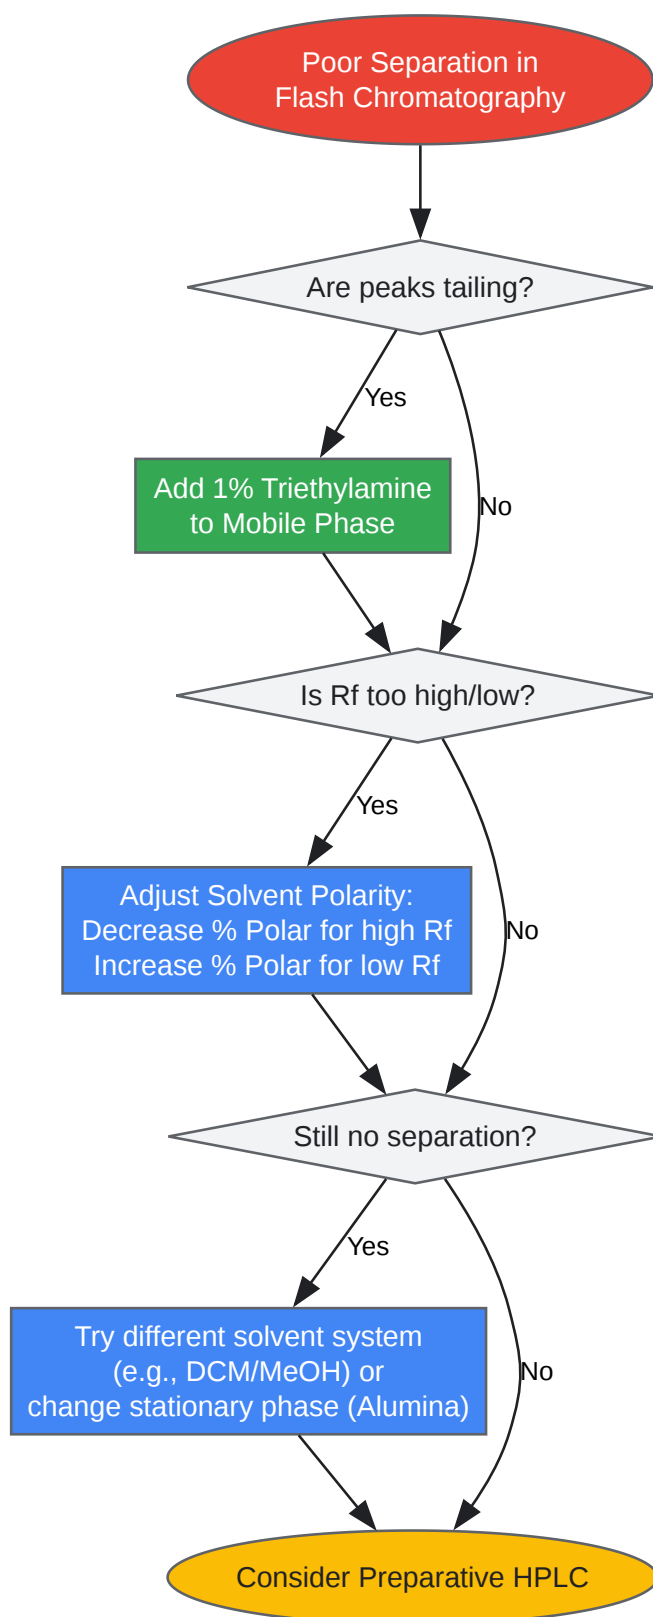 Poor Separation in
Flash Chromatography
Are peaks tailing?
Yes
Add 1% Triethylamine
to Mobile Phase
No
Is Rf too high/low?
Yes
Adjust Solvent Polarity:
Decrease % Polar for high Rf
Increase % Polar for low Rf
No
Still no separation?
Yes
Try different solvent system
(e.g., DCM/MeOH) or
change stationary phase (Alumina)
No
Consider Preparative HPLC